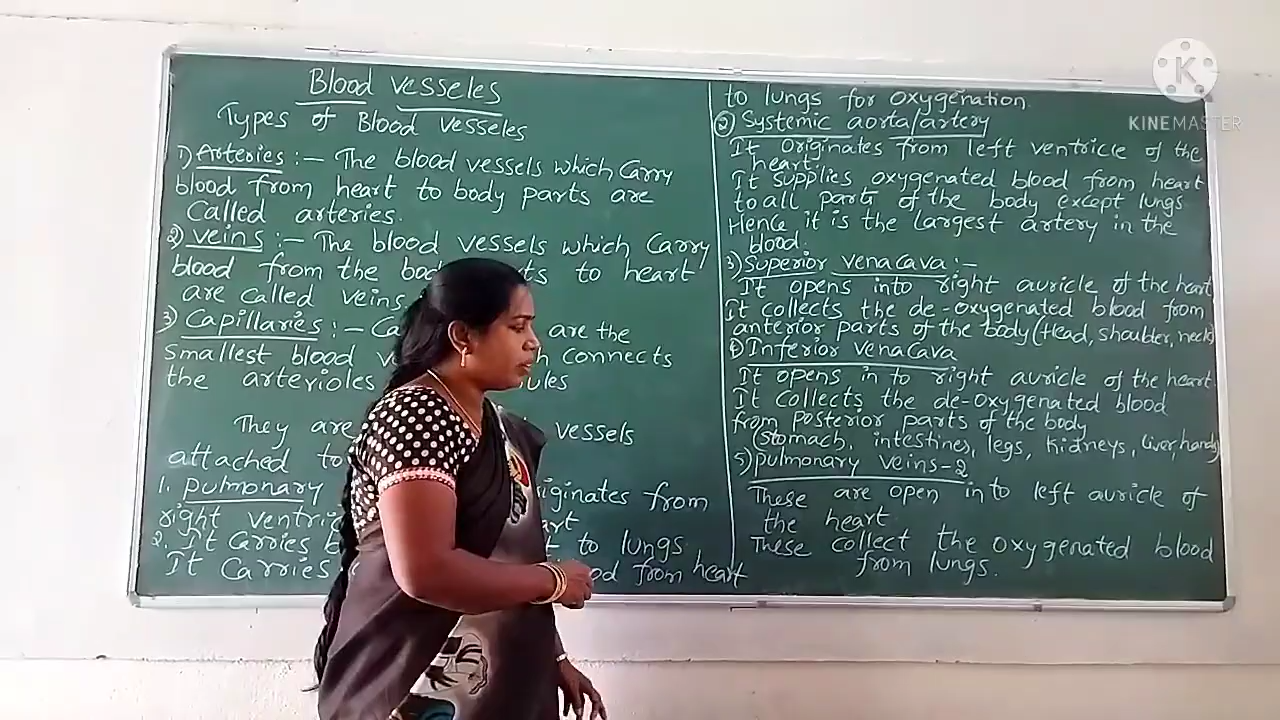 Blood vesseles
Types of Blood vesseles
1) Arteries :- The blood vessels which carry
blood from heart to body parts are
called arteries.
2) veins :- The blood vessels which carry
blood from the body to heart
are called veins
3) Capillaries :- are the
smallest blood connects
the arterioles
They are vessels
attached to
1. pulmonary originates from
right
2. It carries to lungs
It carries from heart
to lungs for oxygenation.
② Systemic aorta/artery
It originates from left ventricle of the
heart.
It supplies oxygenated blood from heart
to all parts of the body except lungs
Hence it is the largest artery in the
blood.
3) Superior venacava :-
It opens into right auricle of the heart
It collects the de-oxygenated blood from
anterior parts of the body (Head, shoulter, neck)
4) Inferior venacava
It opens in to right auricle of the heart
It collects the de-oxygenated blood
from posterior parts of the body
(stomach, intestines, legs, kidneys, liver, hands)
5) pulmonary veins-2
These are open into left auricle of
the heart
These collect the oxygenated blood
from lungs.
KINEMASTER